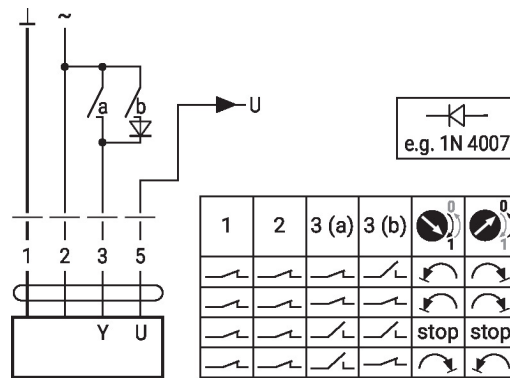 ⊥ ~
a b
U
e.g. 1N 4007
1 2 3 5
Y U
1 2 3 (a) 3 (b) 0 1 0 1
stop stop